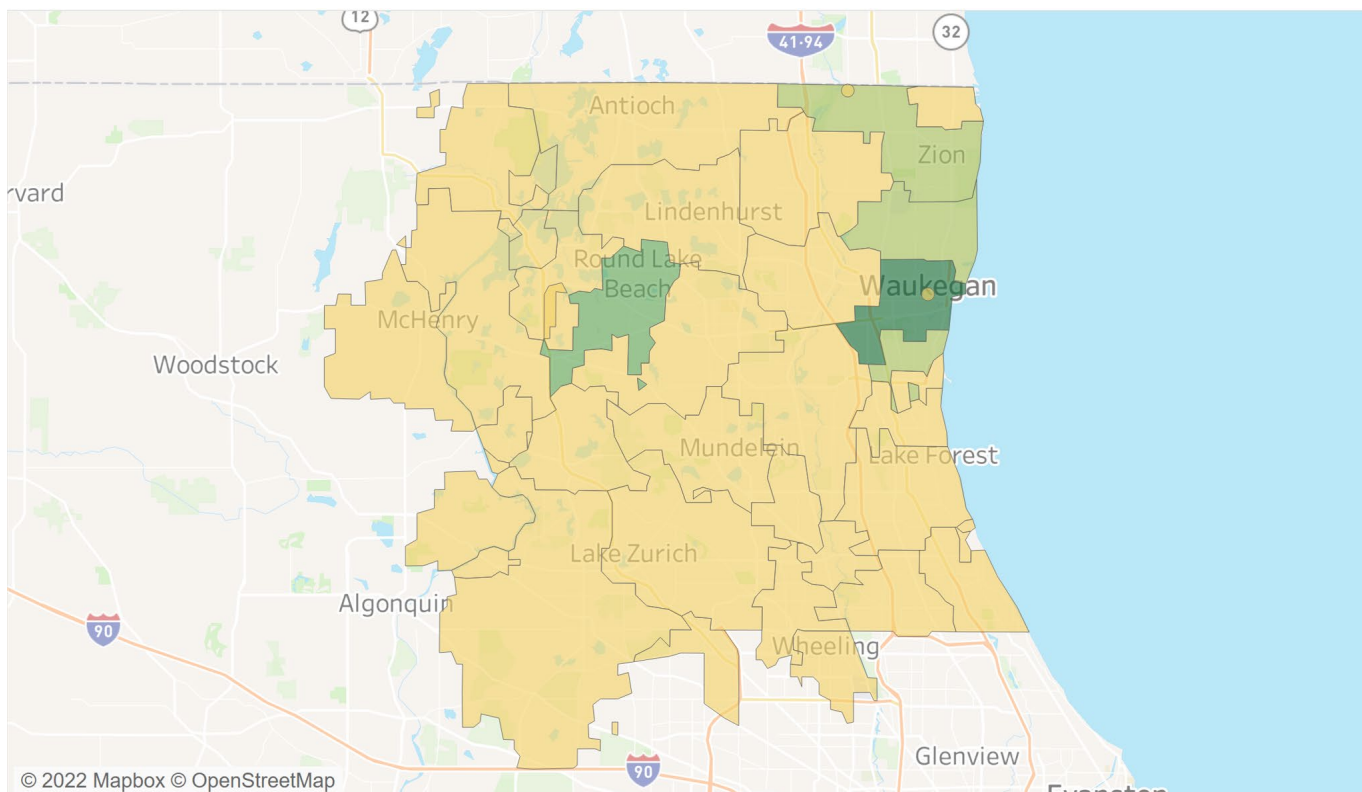 12
41-94
32
Antioch
Zion
rvard
Lindenhurst
Round Lake
Beach
Waukegan
McHenry
Woodstock
Mundelein
Lake Forest
Lake Zurich
Algonquin
90
Wheeling
Glenview
90
© 2022 Mapbox © OpenStreetMap
Evanston